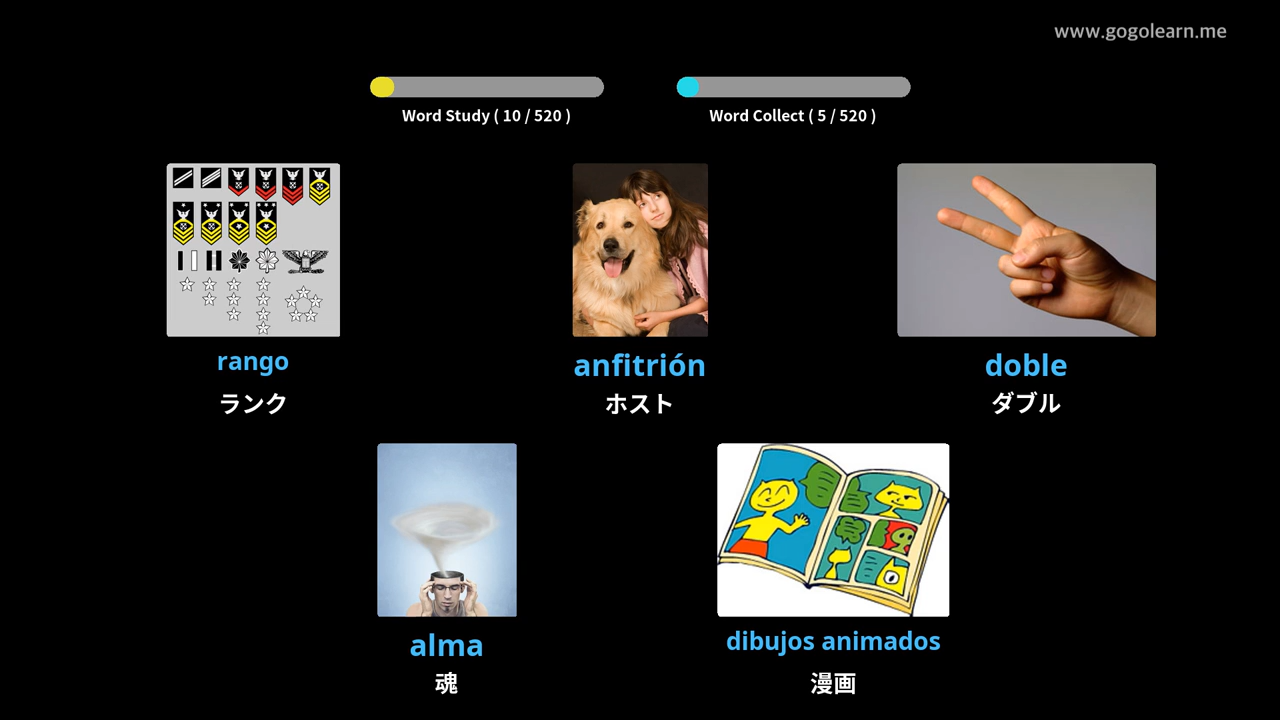 www.gogolearn.me
Word Study ( 10 / 520 )
Word Collect ( 5 / 520 )
rango
ランク
anfitrión
ホスト
doble
ダブル
alma
魂
dibujos animados
漫画